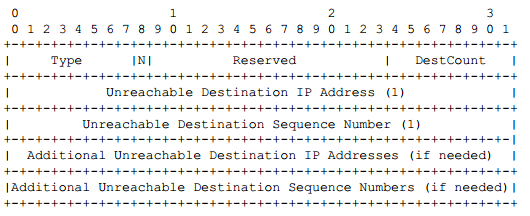 0                   1                   2                   3
0 1 2 3 4 5 6 7 8 9 0 1 2 3 4 5 6 7 8 9 0 1 2 3 4 5 6 7 8 9 0 1
+-+-+-+-+-+-+-+-+-+-+-+-+-+-+-+-+-+-+-+-+-+-+-+-+-+-+-+-+-+-+-+-+
|     Type      |N|          Reserved           |   DestCount   |
+-+-+-+-+-+-+-+-+-+-+-+-+-+-+-+-+-+-+-+-+-+-+-+-+-+-+-+-+-+-+-+-+
|            Unreachable Destination IP Address (1)             |
+-+-+-+-+-+-+-+-+-+-+-+-+-+-+-+-+-+-+-+-+-+-+-+-+-+-+-+-+-+-+-+-+
|         Unreachable Destination Sequence Number (1)           |
+-+-+-+-+-+-+-+-+-+-+-+-+-+-+-+-+-+-+-+-+-+-+-+-+-+-+-+-+-+-+-+-+
|  Additional Unreachable Destination IP Addresses (if needed)  |
+-+-+-+-+-+-+-+-+-+-+-+-+-+-+-+-+-+-+-+-+-+-+-+-+-+-+-+-+-+-+-+-+
|Additional Unreachable Destination Sequence Numbers (if needed)|
+-+-+-+-+-+-+-+-+-+-+-+-+-+-+-+-+-+-+-+-+-+-+-+-+-+-+-+-+-+-+-+-+